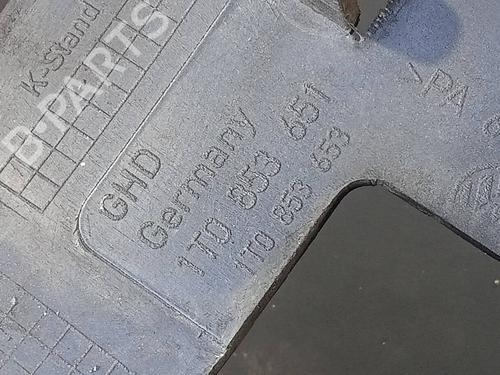 K-Stand
B-PARTS
GHD
Germany
1T0 853 651
1T0 853 653
>PA